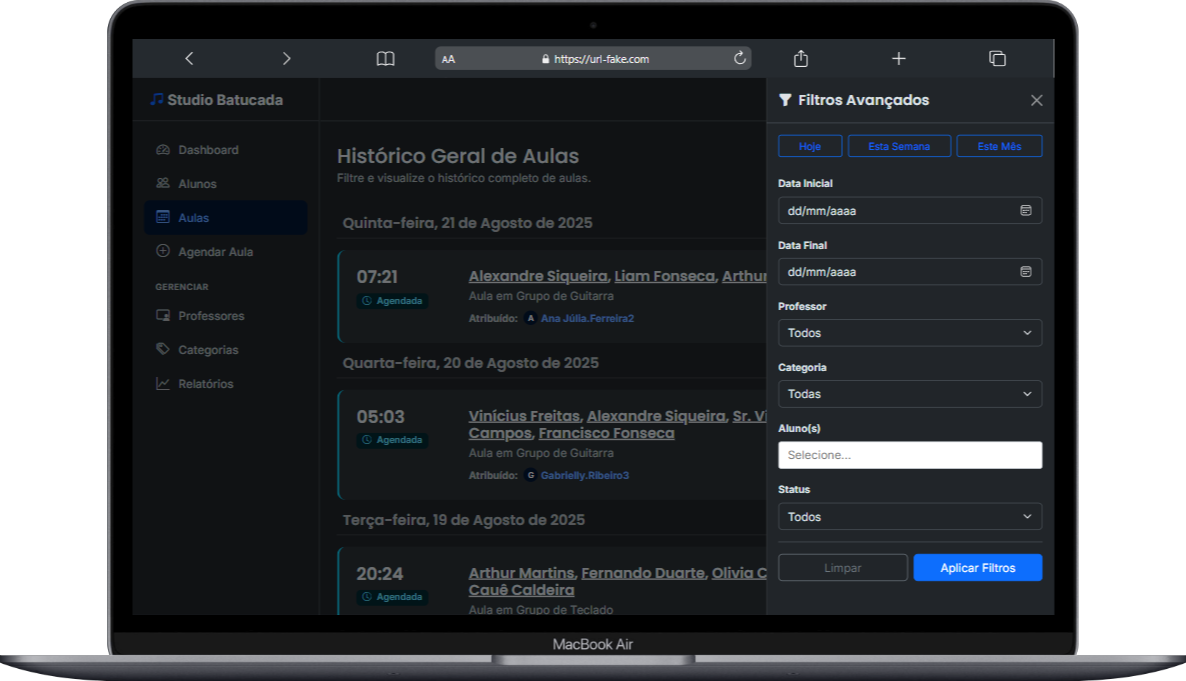 AA
https://url-fake.com
Studio Batucada
Dashboard
Alunos
Aulas
Agendar Aula
GERENCIAR
Professores
Categorias
Relatórios
Histórico Geral de Aulas
Filtre e visualize o histórico completo de aulas.
Quinta-feira, 21 de Agosto de 2025
07:21
Agendada
Alexandre Siqueira, Liam Fonseca, Arthur
Aula em Grupo de Guitarra
Atribuído: A Ana Júlia.Ferreira2
Quarta-feira, 20 de Agosto de 2025
05:03
Agendada
Vinícius Freitas, Alexandre Siqueira, Sr. Vi
Campos, Francisco Fonseca
Aula em Grupo de Guitarra
Atribuído: G Gabrielly.Ribeiro3
Terça-feira, 19 de Agosto de 2025
20:24
Agendada
Arthur Martins, Fernando Duarte, Olivia C
Cauê Caldeira
Aula em Grupo de Teclado
Filtros Avançados
Hoje
Esta Semana
Este Mês
Data Inicial
dd/mm/aaaa
Data Final
dd/mm/aaaa
Professor
Todos
Categoria
Todas
Aluno(s)
Selecione...
Status
Todos
Limpar
Aplicar Filtros
MacBook Air